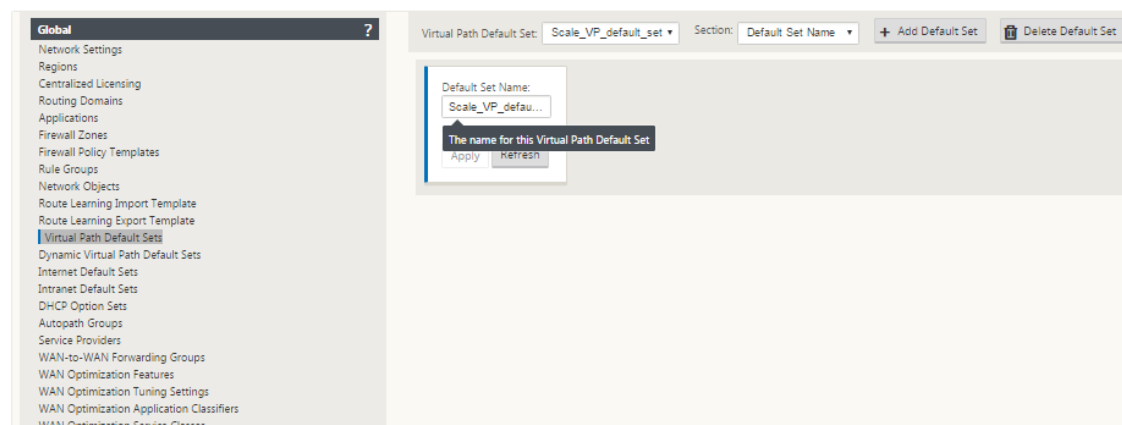 Global ?
Network Settings
Regions
Centralized Licensing
Routing Domains
Applications
Firewall Zones
Firewall Policy Templates
Rule Groups
Network Objects
Route Learning Import Template
Route Learning Export Template
Virtual Path Default Sets
Dynamic Virtual Path Default Sets
Internet Default Sets
Intranet Default Sets
DHCP Option Sets
Autopath Groups
Service Providers
WAN-to-WAN Forwarding Groups
WAN Optimization Features
WAN Optimization Tuning Settings
WAN Optimization Application Classifiers
WAN Optimization Service Classes
Virtual Path Default Set: Scale_VP_default_set Section: Default Set Name + Add Default Set Delete Default Set
Default Set Name:
Scale_VP_defau...
The name for this Virtual Path Default Set
Apply Refresh